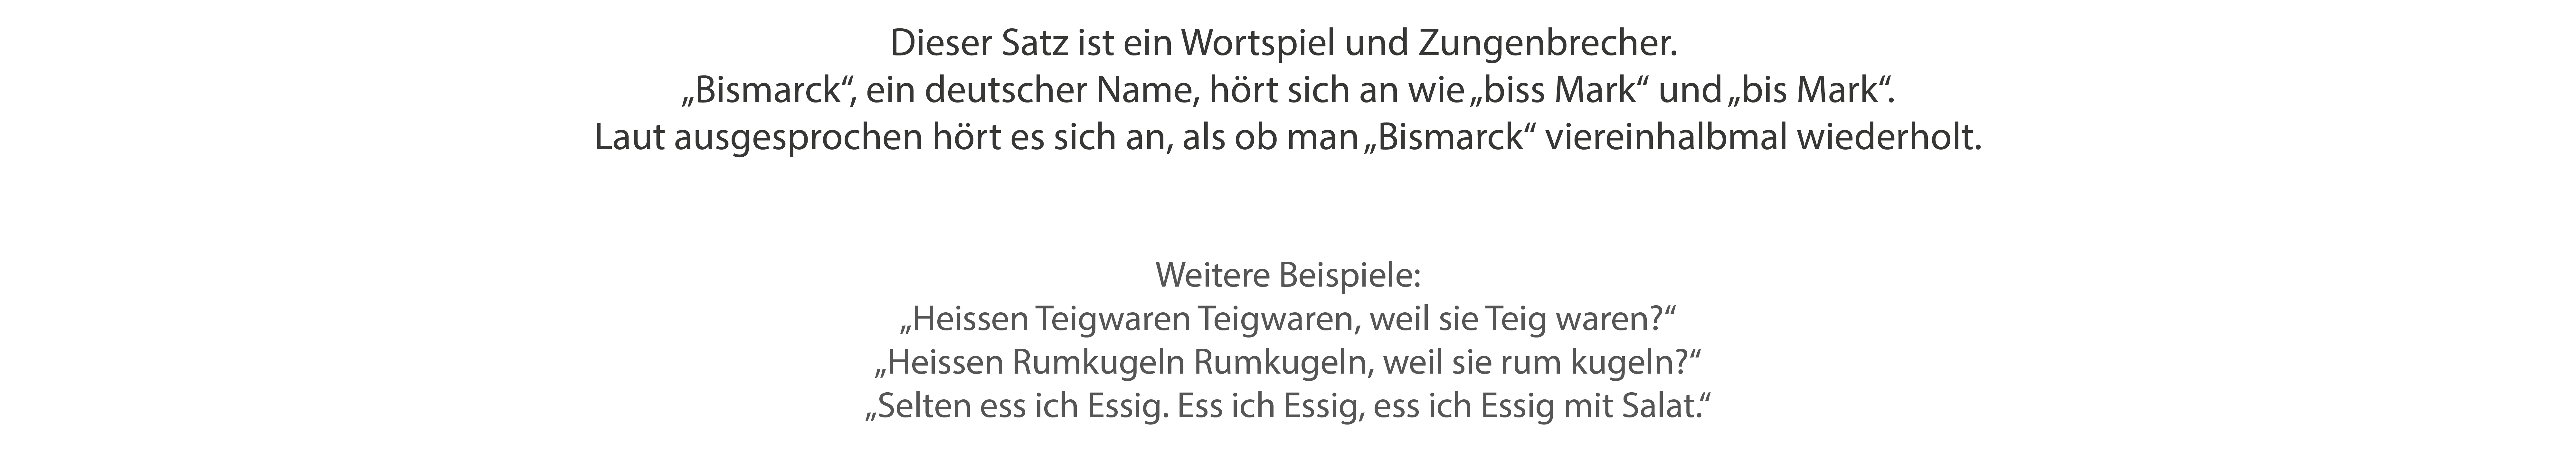 Dieser Satz ist ein Wortspiel und Zungenbrecher.
„Bismarck“, ein deutscher Name, hört sich an wie „biss Mark“ und „bis Mark“.
Laut ausgesprochen hört es sich an, als ob man „Bismarck“ viereinhalbmal wiederholt.
Weitere Beispiele:
„Heissen Teigwaren Teigwaren, weil sie Teig waren?“
„Heissen Rumkugeln Rumkugeln, weil sie rum kugeln?“
„Selten ess ich Essig. Ess ich Essig, ess ich Essig mit Salat.“